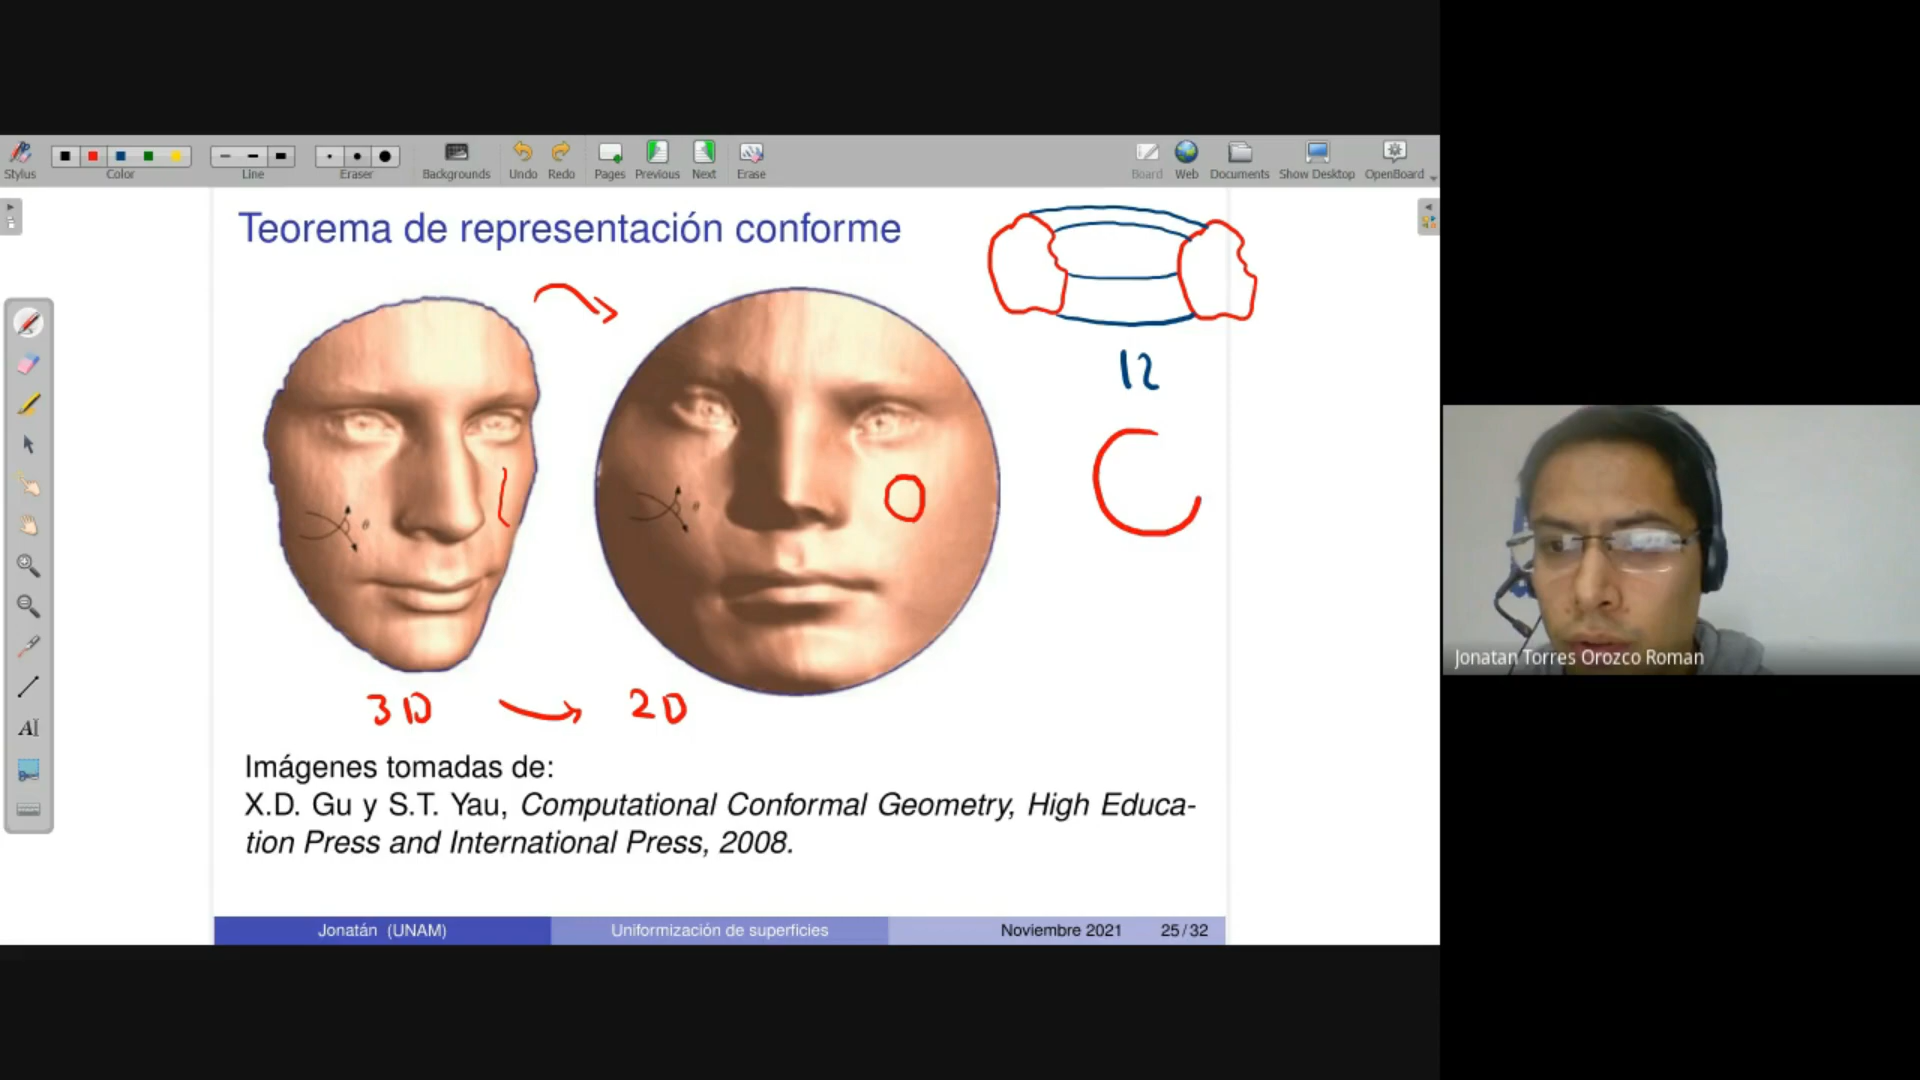 Stylus
Color
Line
Eraser
Backgrounds
Undo
Redo
Pages
Previous
Next
Erase
Board
Web
Documents
Show Desktop
OpenBoard
Teorema de representación conforme
12
θ
θ
3D
2D
Imágenes tomadas de:
X.D. Gu y S.T. Yau, Computational Conformal Geometry, High Educa-
tion Press and International Press, 2008.
Jonatán (UNAM)
Uniformización de superficies
Noviembre 2021
25/32
Jonatan Torres Orozco Roman